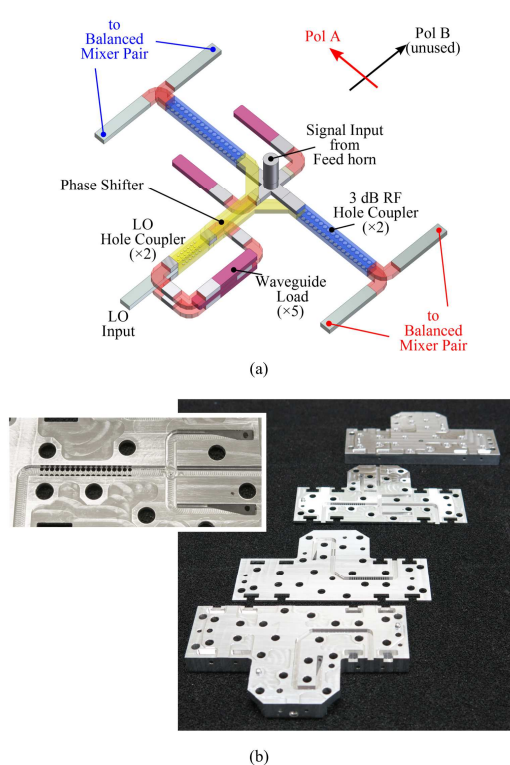 (a)
to
Balanced
Mixer Pair
Pol A
Pol B
(unused)
Signal Input
from
Feed horn
Phase Shifter
3 dB RF
Hole Coupler
(×2)
LO
Hole Coupler
(×2)
Waveguide
Load
(×5)
LO
Input
to
Balanced
Mixer Pair
(a)
(b)